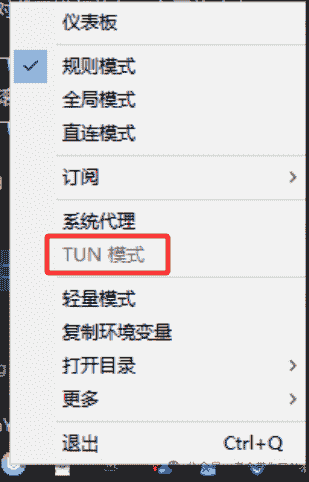 仪表板
规则模式
全局模式
直连模式
订阅
系统代理
TUN 模式
轻量模式
复制环境变量
打开目录
更多
退出 Ctrl+Q